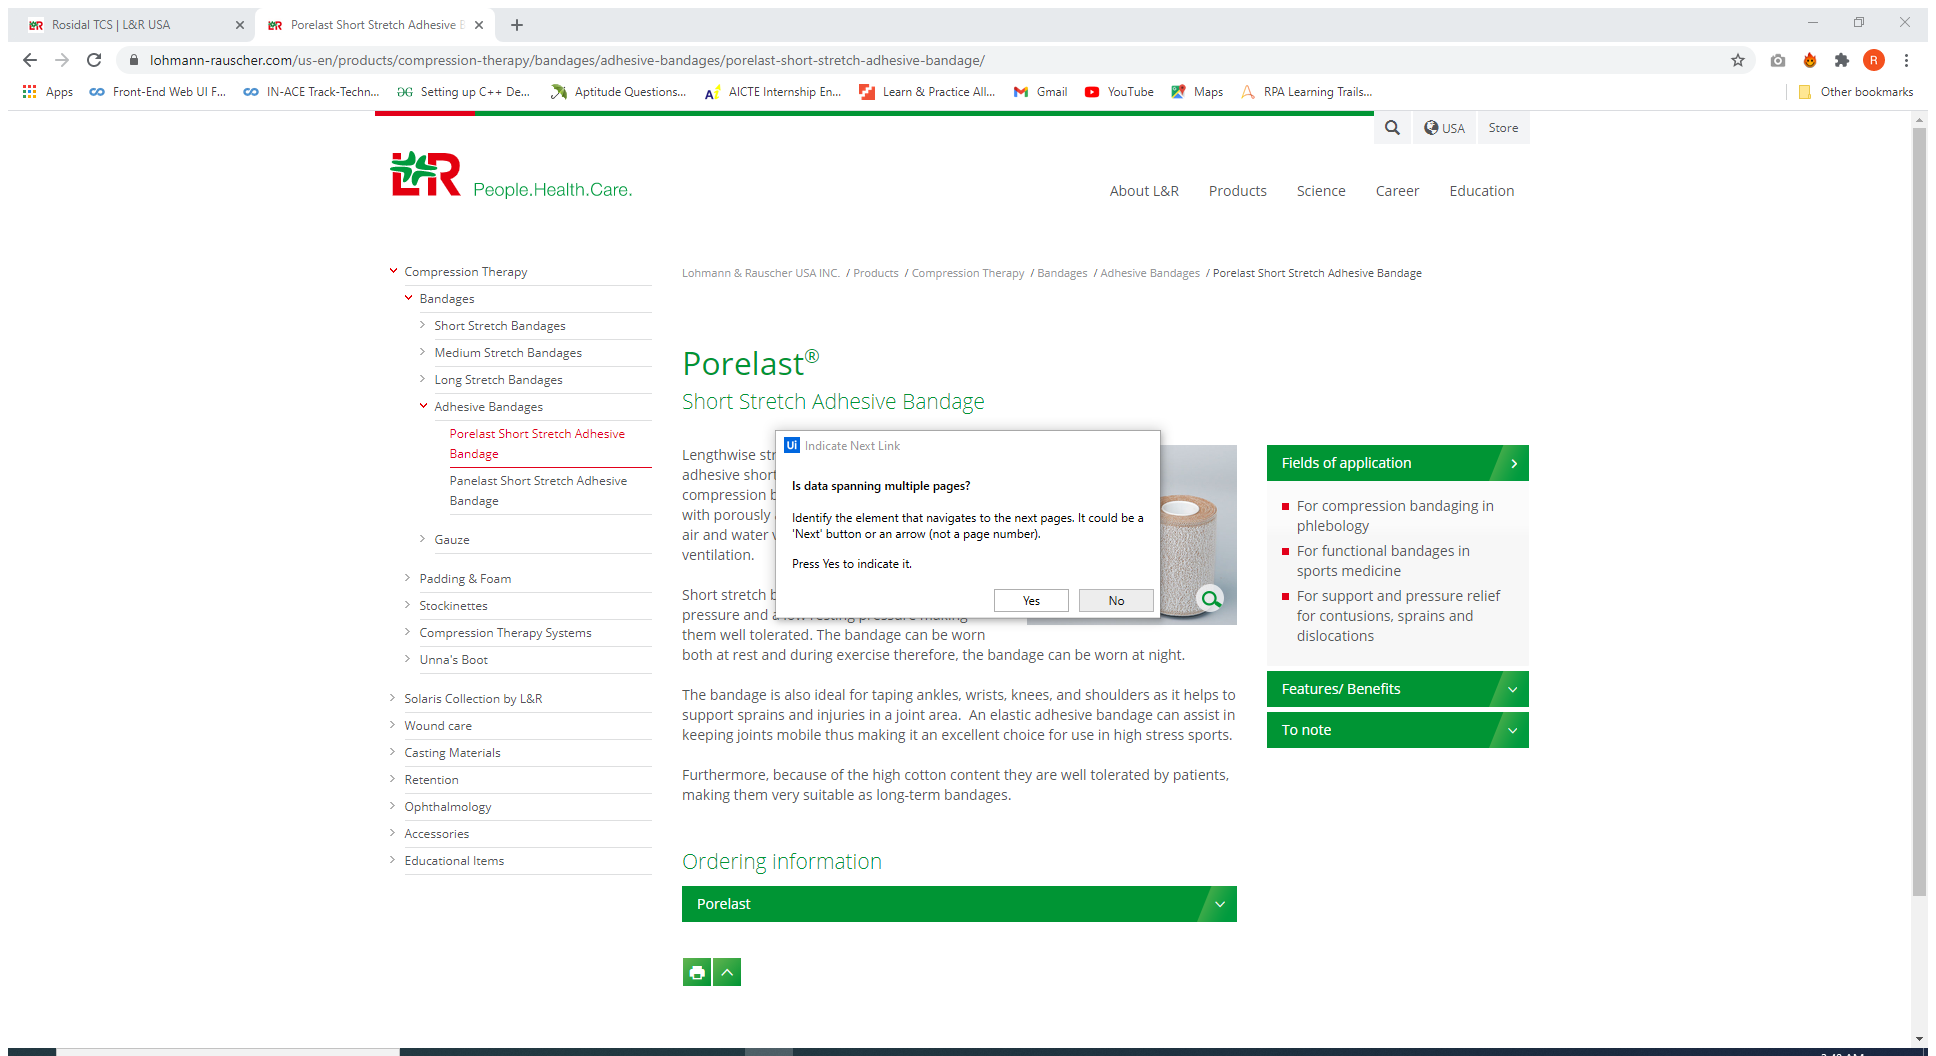 Rosidal TCS | L&R USA
Porelast Short Stretch Adhesive B
lohmann-rauscher.com/us-en/products/compression-therapy/bandages/adhesive-bandages/porelast-short-stretch-adhesive-bandage/
R
Apps
Front-End Web UI F...
IN-ACE Track-Techn...
Setting up C++ De...
Aptitude Questions...
AICTE Internship En...
Learn & Practice All...
Gmail
YouTube
Maps
RPA Learning Trails...
Other bookmarks
USA
Store
L&R People.Health.Care.
About L&R
Products
Science
Career
Education
Compression Therapy
Bandages
Short Stretch Bandages
Medium Stretch Bandages
Long Stretch Bandages
Adhesive Bandages
Porelast Short Stretch Adhesive
Bandage
Panelast Short Stretch Adhesive
Bandage
Gauze
Padding & Foam
Stockinettes
Compression Therapy Systems
Unna's Boot
Solaris Collection by L&R
Wound care
Casting Materials
Retention
Ophthalmology
Accessories
Educational Items
Lohmann & Rauscher USA INC. / Products / Compression Therapy / Bandages / Adhesive Bandages / Porelast Short Stretch Adhesive Bandage
Porelast®
Short Stretch Adhesive Bandage
Lengthwise
adhesive short
compression
with porously
air and water
ventilation.
Short stretch
pressure and a low resting pressure making
them well tolerated. The bandage can be worn
both at rest and during exercise therefore, the bandage can be worn at night.
The bandage is also ideal for taping ankles, wrists, knees, and shoulders as it helps to
support sprains and injuries in a joint area. An elastic adhesive bandage can assist in
keeping joints mobile thus making it an excellent choice for use in high stress sports.
Furthermore, because of the high cotton content they are well tolerated by patients,
making them very suitable as long-term bandages.
Ui Indicate Next Link
Is data spanning multiple pages?
Identify the element that navigates to the next pages. It could be a
'Next' button or an arrow (not a page number).
Press Yes to indicate it.
Yes
No
Fields of application
For compression bandaging in
phlebology
For functional bandages in
sports medicine
For support and pressure relief
for contusions, sprains and
dislocations
Features/ Benefits
To note
Ordering information
Porelast